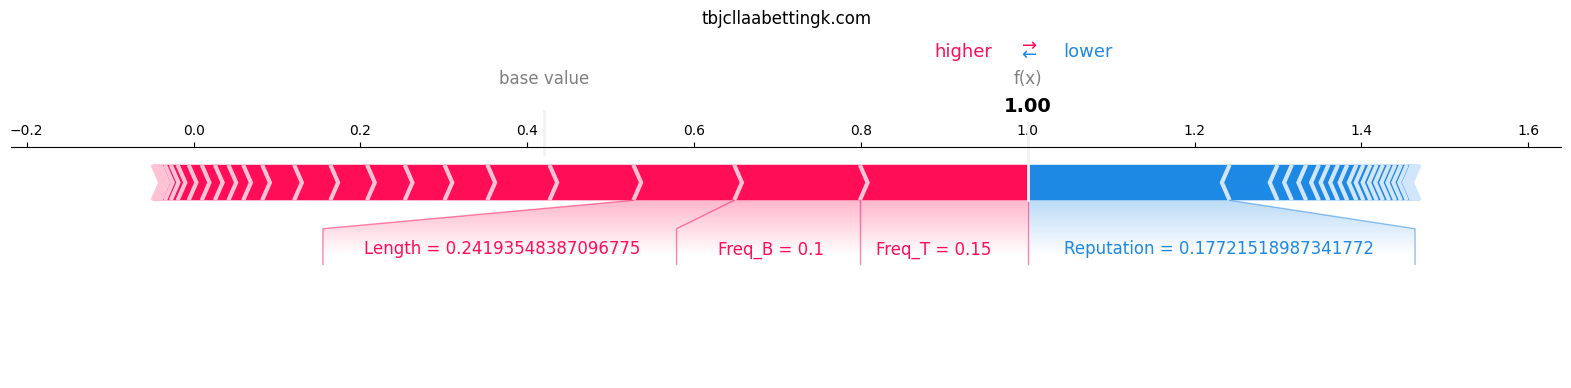 tbjcllaabettingk.com
higher → ← lower
base value f(x)
1.00
−0.2 0.0 0.2 0.4 0.6 0.8 1.0 1.2 1.4 1.6
Length = 0.24193548387096775 Freq_B = 0.1 Freq_T = 0.15 Reputation = 0.17721518987341772